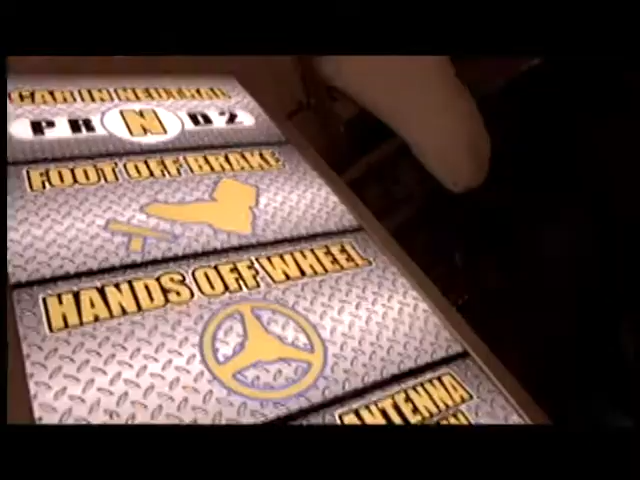 CAR IN NEUTRAL
P R N D 2
FOOT OFF BRAKE
HANDS OFF WHEEL
ANTENNA